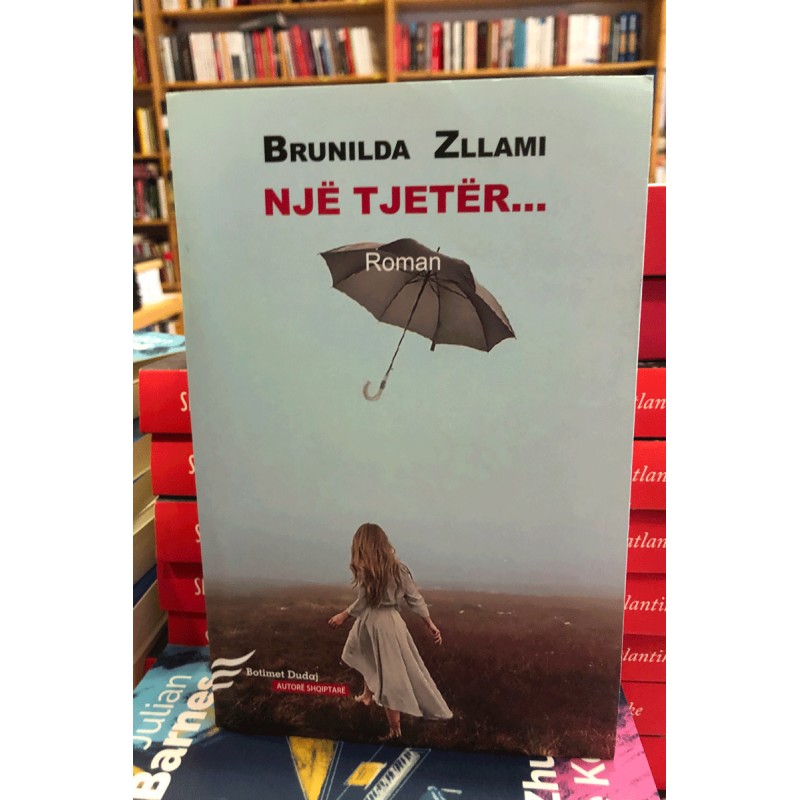 BRUNILDA ZLLAMI
NJË TJETËR...
Roman
Botimet Dudaj
AUTORË SHQIPTARË
Julian
Barnes